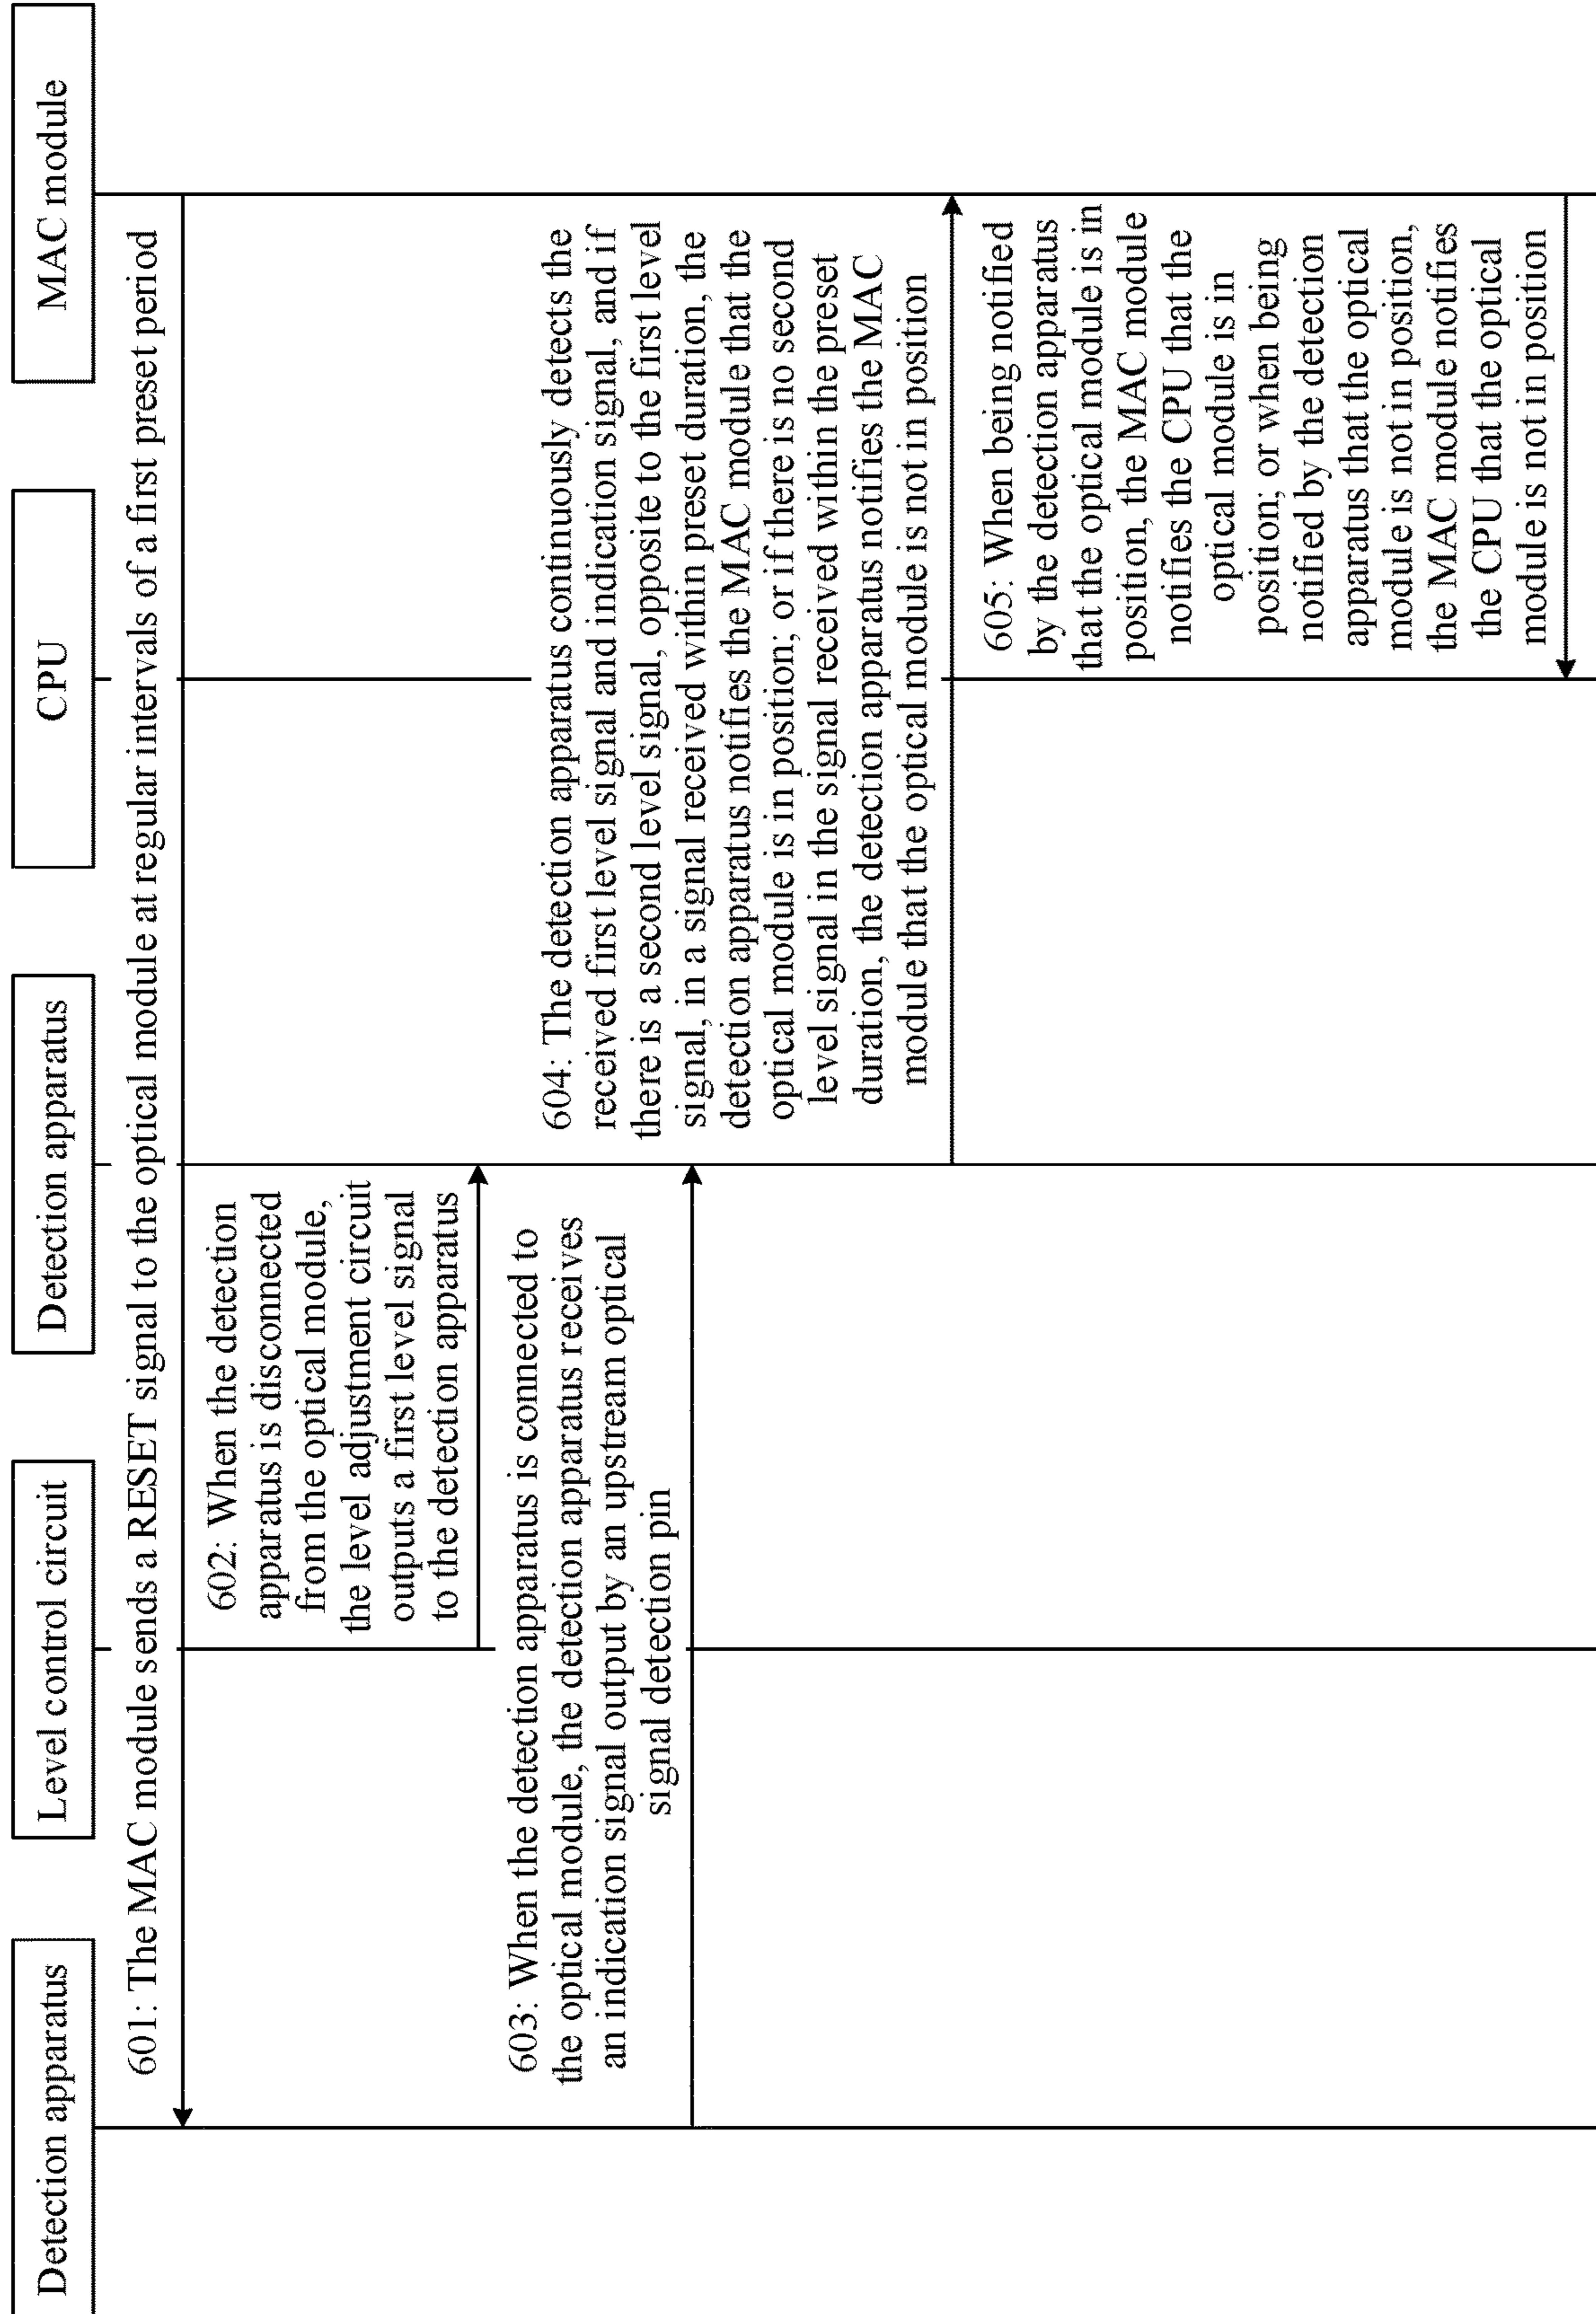 Detection apparatus
Level control circuit
Detection apparatus
CPU
MAC module
601: The MAC module sends a RESET signal to the optical module at regular intervals of a first preset period
602: When the detection
apparatus is disconnected
from the optical module,
the level adjustment circuit
outputs a first level signal
to the detection apparatus
603: When the detection apparatus is connected to
the optical module, the detection apparatus receives
an indication signal output by an upstream optical
signal detection pin
604: The detection apparatus continuously detects the
received first level signal and indication signal, and if
there is a second level signal, opposite to the first level
signal, in a signal received within preset duration, the
detection apparatus notifies the MAC module that the
optical module is in position; or if there is no second
level signal in the signal received within the preset
duration, the detection apparatus notifies the MAC
module that the optical module is not in position
605: When being notified
by the detection apparatus
that the optical module is in
position, the MAC module
notifies the CPU that the
optical module is in
position; or when being
notified by the detection
apparatus that the optical
module is not in position,
the MAC module notifies
the CPU that the optical
module is not in position